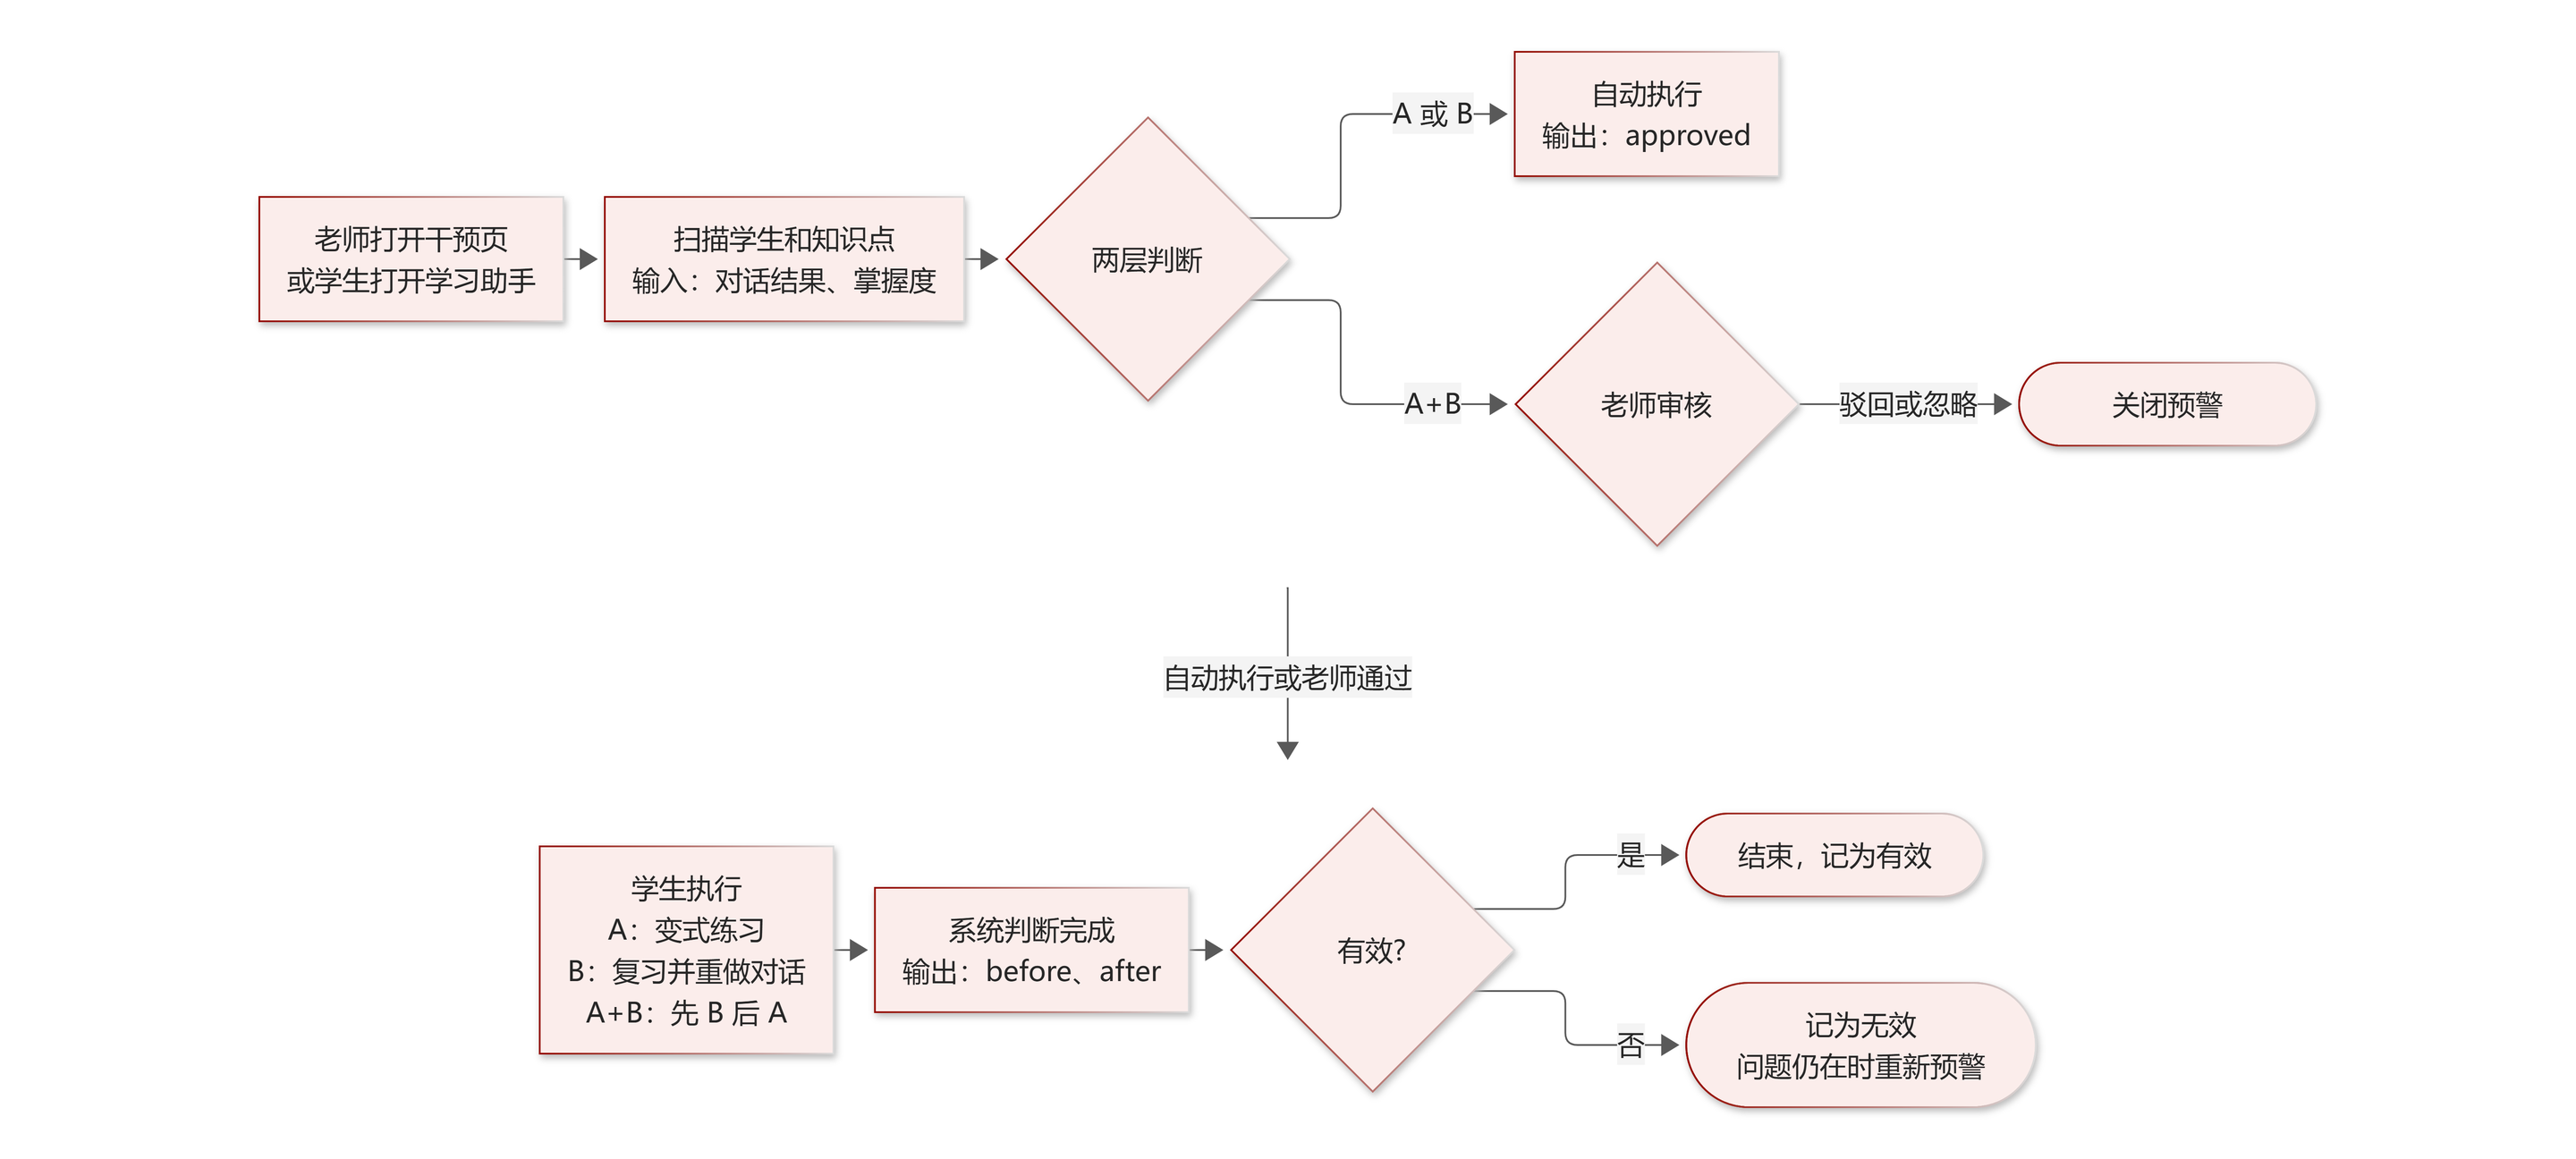 老师打开干预页
或学生打开学习助手
扫描学生和知识点
输入：对话结果、掌握度
两层判断
A 或 B
自动执行
输出：approved
A+B
老师审核
驳回或忽略
关闭预警
自动执行或老师通过
学生执行
A：变式练习
B：复习并重做对话
A+B：先 B 后 A
系统判断完成
输出：before、after
有效?
是
结束，记为有效
否
记为无效
问题仍在时重新预警